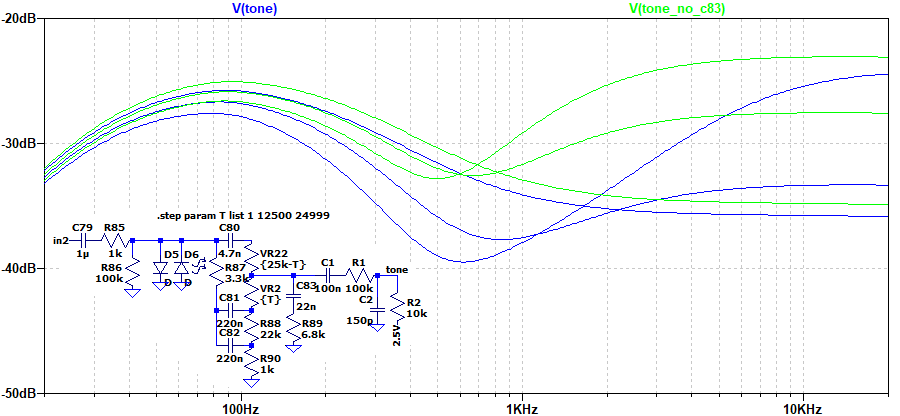 V(tone)
V(tone_no_c83)
-20dB
-30dB
-40dB
-50dB
.step param T list 1 12500 24999
C79
R85
C80
in2
1µ
1k
4.7n
VR22
{25k-T}
R86
100k
D5
D
D6
D
R87
3.3k
C1
100n
R1
100k
tone
VR2
{T}
C83
22n
C2
150p
R2
10k
C81
220n
R88
22k
R89
6.8k
2.5V
C82
220n
R90
1k
100Hz
1KHz
10KHz